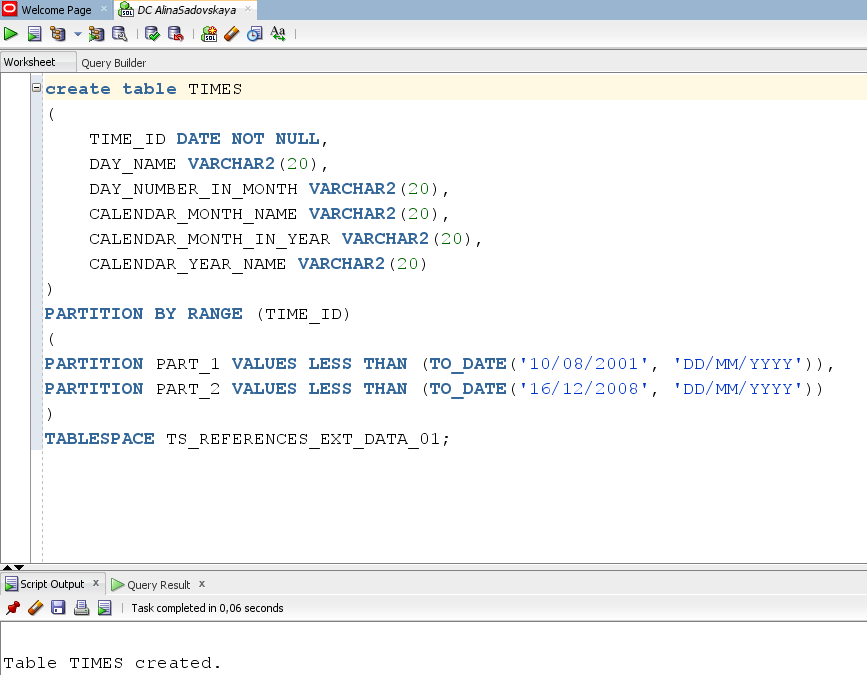 Welcome Page
DC AlinaSadovskaya
Worksheet Query Builder
create table TIMES
(
TIME_ID DATE NOT NULL,
DAY_NAME VARCHAR2(20),
DAY_NUMBER_IN_MONTH VARCHAR2(20),
CALENDAR_MONTH_NAME VARCHAR2(20),
CALENDAR_MONTH_IN_YEAR VARCHAR2(20),
CALENDAR_YEAR_NAME VARCHAR2(20)
)
PARTITION BY RANGE (TIME_ID)
(
PARTITION PART_1 VALUES LESS THAN (TO_DATE('10/08/2001', 'DD/MM/YYYY')),
PARTITION PART_2 VALUES LESS THAN (TO_DATE('16/12/2008', 'DD/MM/YYYY'))
)
TABLESPACE TS_REFERENCES_EXT_DATA_01;
Script Output x Query Result x
Task completed in 0,06 seconds
Table TIMES created.